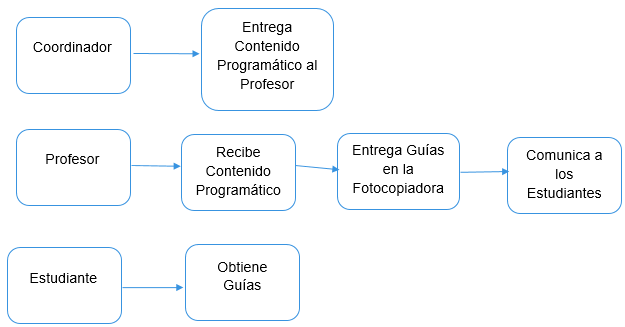 Coordinador
Entrega
Contenido
Programático al
Profesor
Profesor
Recibe
Contenido
Programático
Entrega Guías
en la
Fotocopiadora
Comunica a
los
Estudiantes
Estudiante
Obtiene
Guías